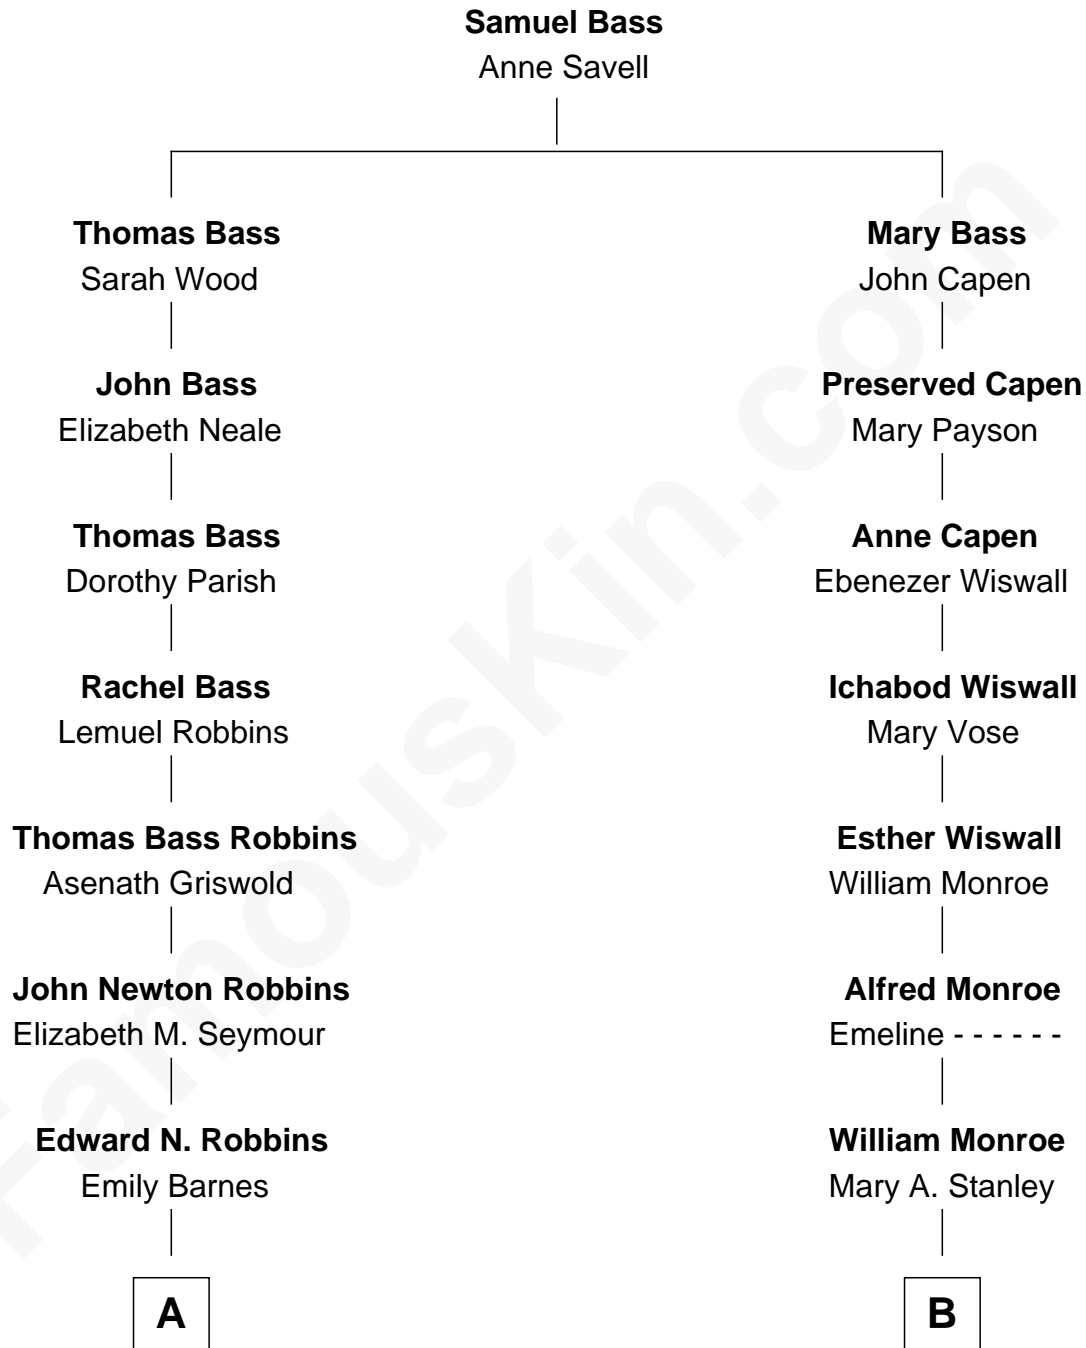 Samuel Bass
Anne Savell
Thomas Bass
Sarah Wood
Mary Bass
John Capen
John Bass
Elizabeth Neale
Preserved Capen
Mary Payson
Thomas Bass
Dorothy Parish
Anne Capen
Ebenezer Wiswall
Rachel Bass
Lemuel Robbins
Ichabod Wiswall
Mary Vose
Thomas Bass Robbins
Asenath Griswold
Esther Wiswall
William Monroe
John Newton Robbins
Elizabeth M. Seymour
Alfred Monroe
Emeline - - - - - -
Edward N. Robbins
Emily Barnes
William Monroe
Mary A. Stanley
A
B
FamousKin.com